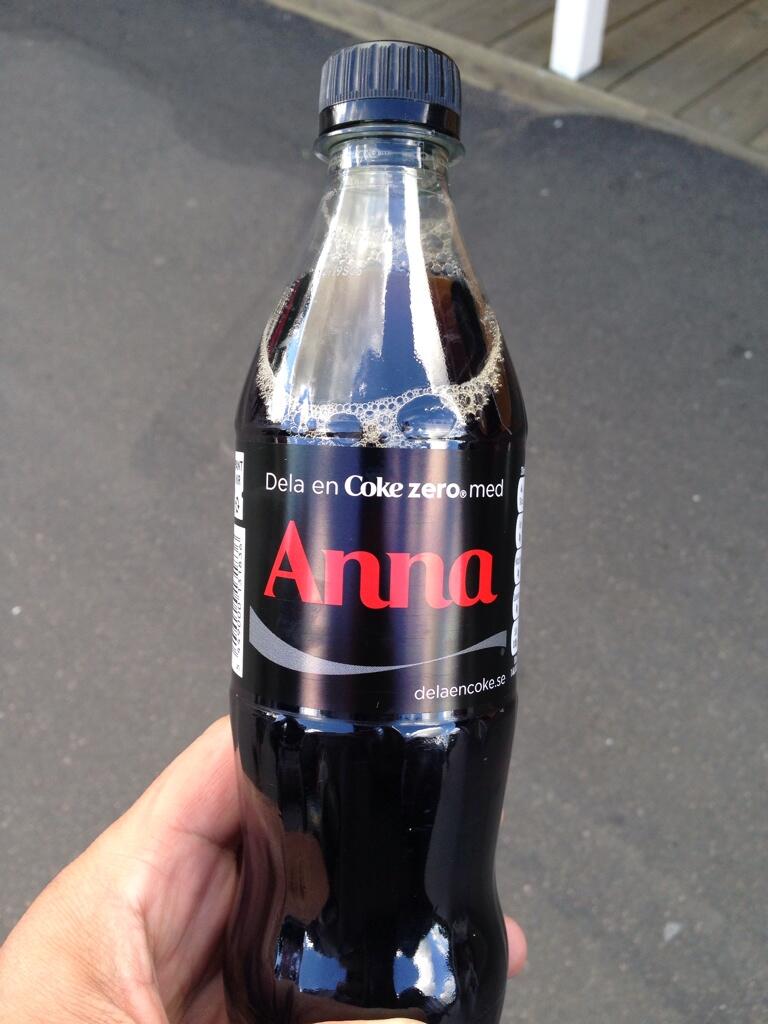 Dela en Coke zero® med
Anna
delaencoke.se